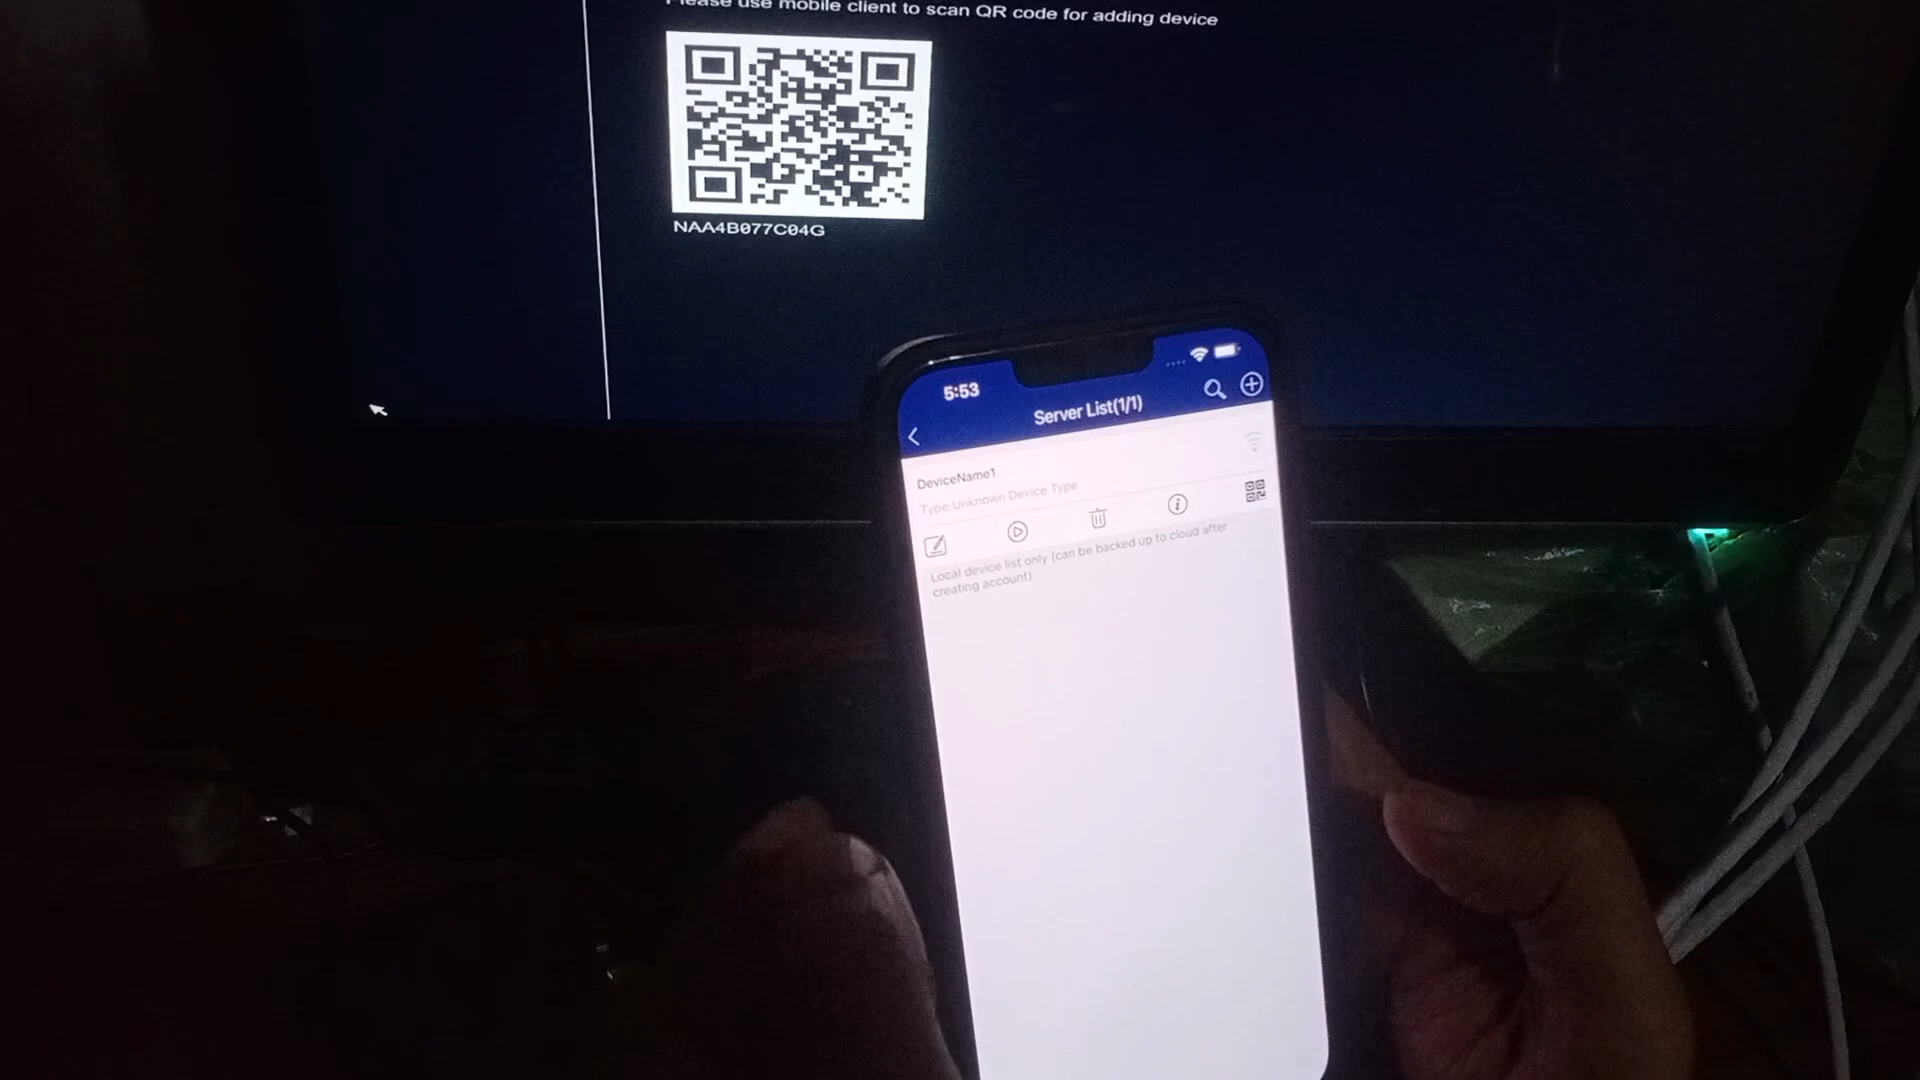 Please use mobile client to scan QR code for adding device
NAA4B077C04G
5:53
Server List(1/1)
DeviceName1
Type:Unknown Device Type
Local device list only (can be backed up to cloud after
creating account)